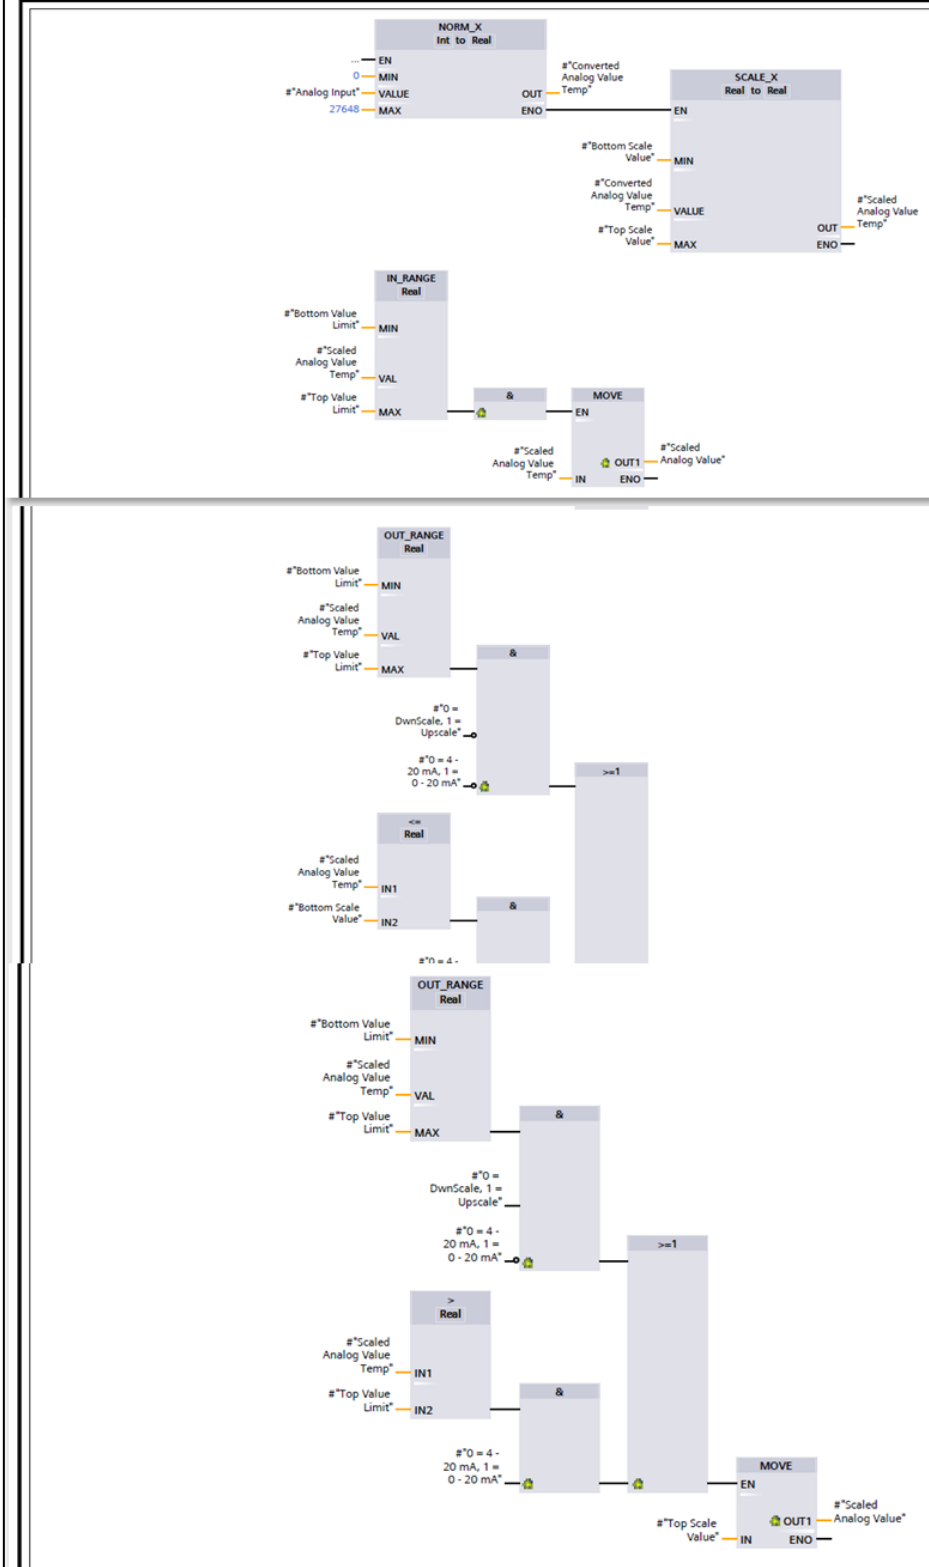 NORM_X
Int to Real
... EN
0 MIN
#"Analog Input" VALUE
27648 MAX
OUT
ENO
#"Converted
Analog Value
Temp"
SCALE_X
Real to Real
EN
#"Bottom Scale
Value" MIN
#"Converted
Analog Value
Temp" VALUE
#"Top Scale
Value" MAX
OUT
ENO
#"Scaled
Analog Value
Temp"
IN_RANGE
Real
#"Bottom Value
Limit" MIN
#"Scaled
Analog Value
Temp" VAL
#"Top Value
Limit" MAX
&
MOVE
EN
#"Scaled
Analog Value
Temp" IN
OUT1
ENO
#"Scaled
Analog Value"
OUT_RANGE
Real
#"Bottom Value
Limit" MIN
#"Scaled
Analog Value
Temp" VAL
#"Top Value
Limit" MAX
&
#"0 =
DwnScale, 1 =
Upscale"
#"0 = 4 -
20 mA, 1 =
0 - 20 mA"
>=1
<=
Real
#"Scaled
Analog Value
Temp" IN1
#"Bottom Scale
Value" IN2
&
#"0 = 4 -
OUT_RANGE
Real
#"Bottom Value
Limit" MIN
#"Scaled
Analog Value
Temp" VAL
#"Top Value
Limit" MAX
&
#"0 =
DwnScale, 1 =
Upscale"
#"0 = 4 -
20 mA, 1 =
0 - 20 mA"
>=1
>
Real
#"Scaled
Analog Value
Temp" IN1
#"Top Value
Limit" IN2
&
#"0 = 4 -
20 mA, 1 =
0 - 20 mA"
MOVE
EN
#"Top Scale
Value" IN
OUT1
ENO
#"Scaled
Analog Value"